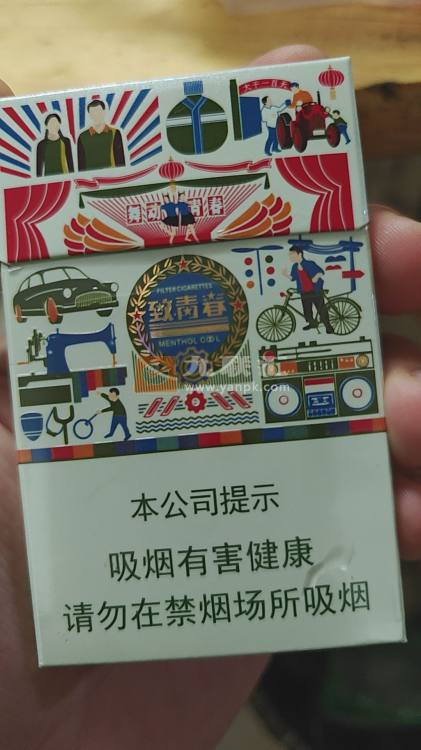 大干一百天
舞动青春
FILTER CIGARETTES
致青春
MENTHOL COOL
www.yanpk.com
本公司提示
吸烟有害健康
请勿在禁烟场所吸烟